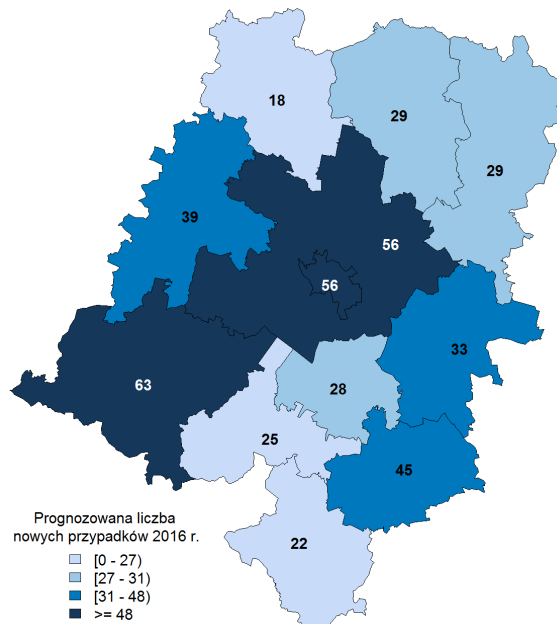 18
29
29
39
56
56
33
63
28
25
45
22
Prognozowana liczba
nowych przypadków 2016 r.
[0 - 27)
[27 - 31)
[31 - 48)
>= 48